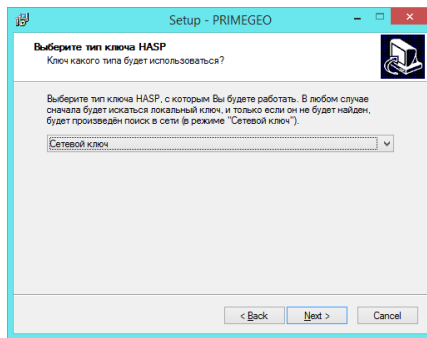 Setup - PRIMEGEO
Выберите тип ключа HASP
Ключ какого типа будет использоваться?
Выберите тип ключа HASP, с которым Вы будете работать. В любом случае
сначала будет искаться локальный ключ, и только если он не будет найден,
будет произведён поиск в сети (в режиме "Сетевой ключ").
Сетевой ключ
< Back Next > Cancel